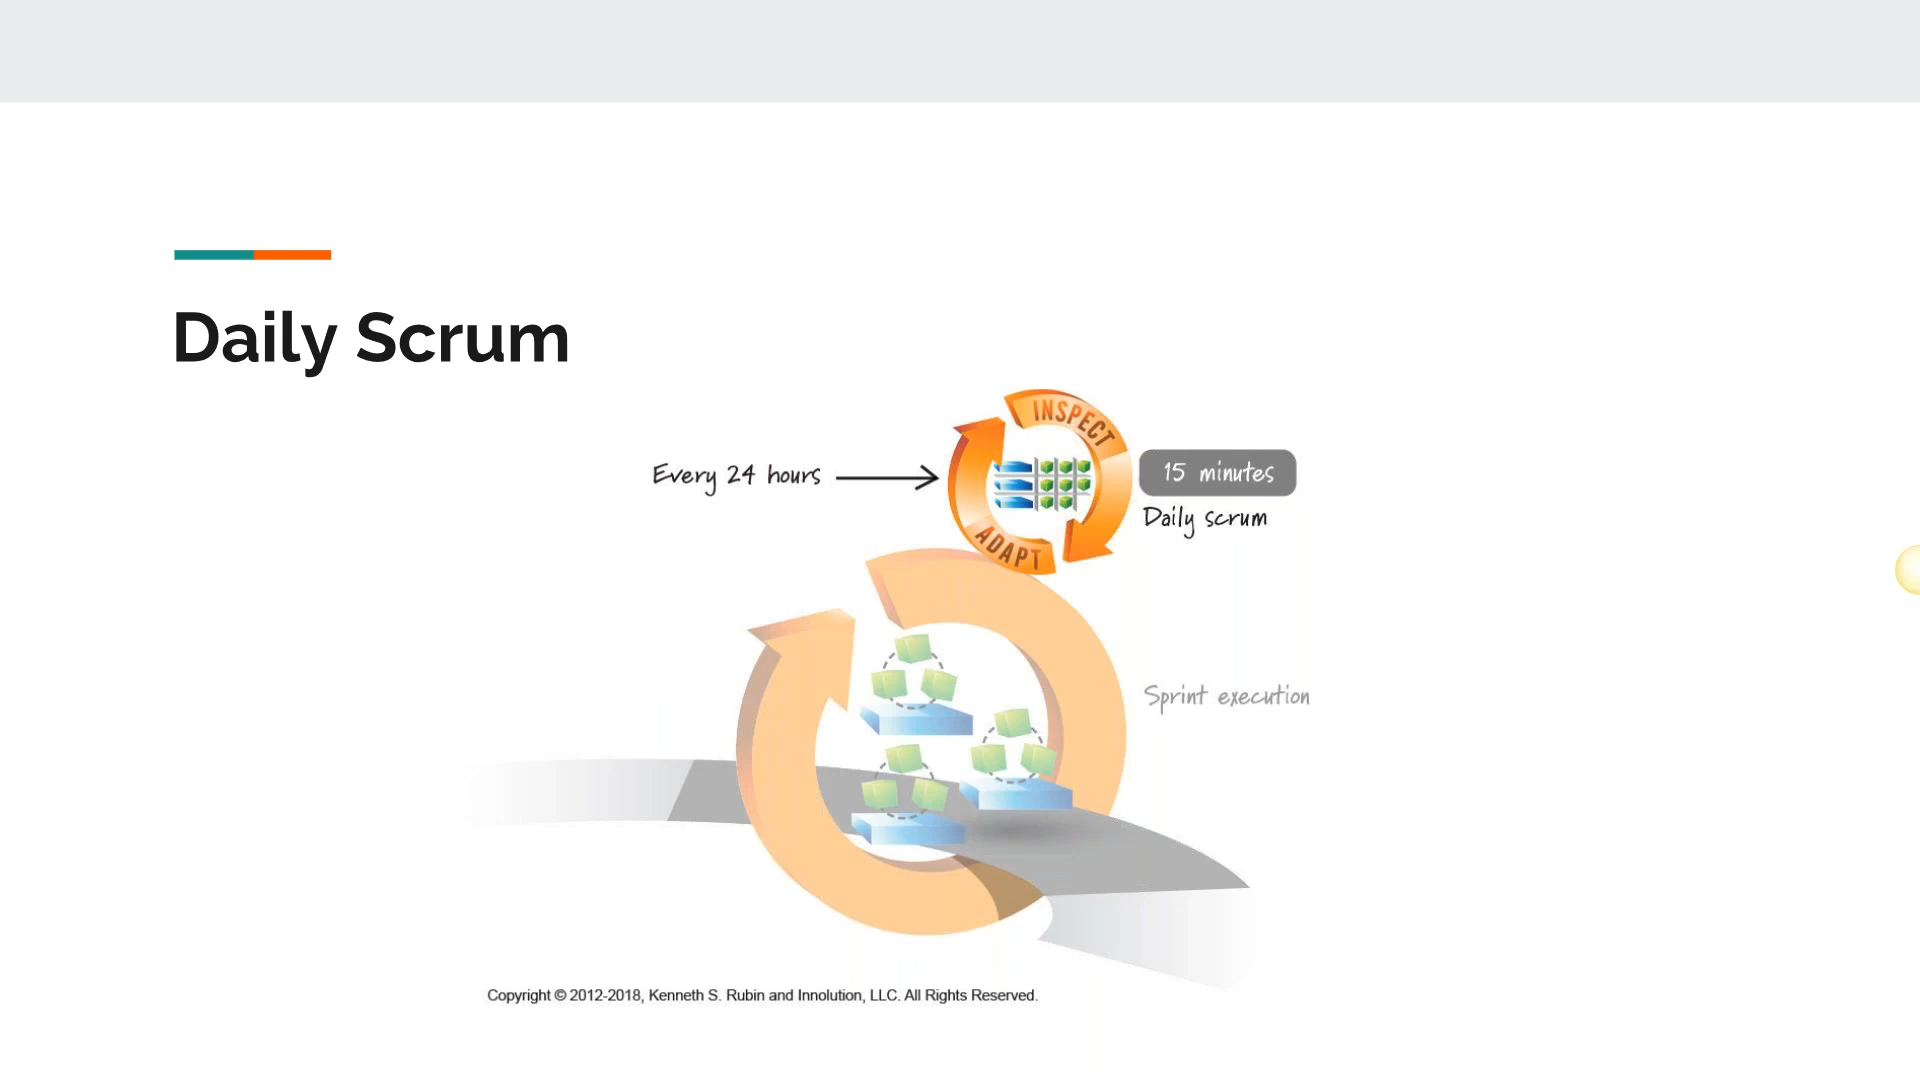 Daily Scrum
INSPECT
Every 24 hours
15 minutes
Daily scrum
ADAPT
Sprint execution
Copyright © 2012-2018, Kenneth S. Rubin and Innolution, LLC. All Rights Reserved.